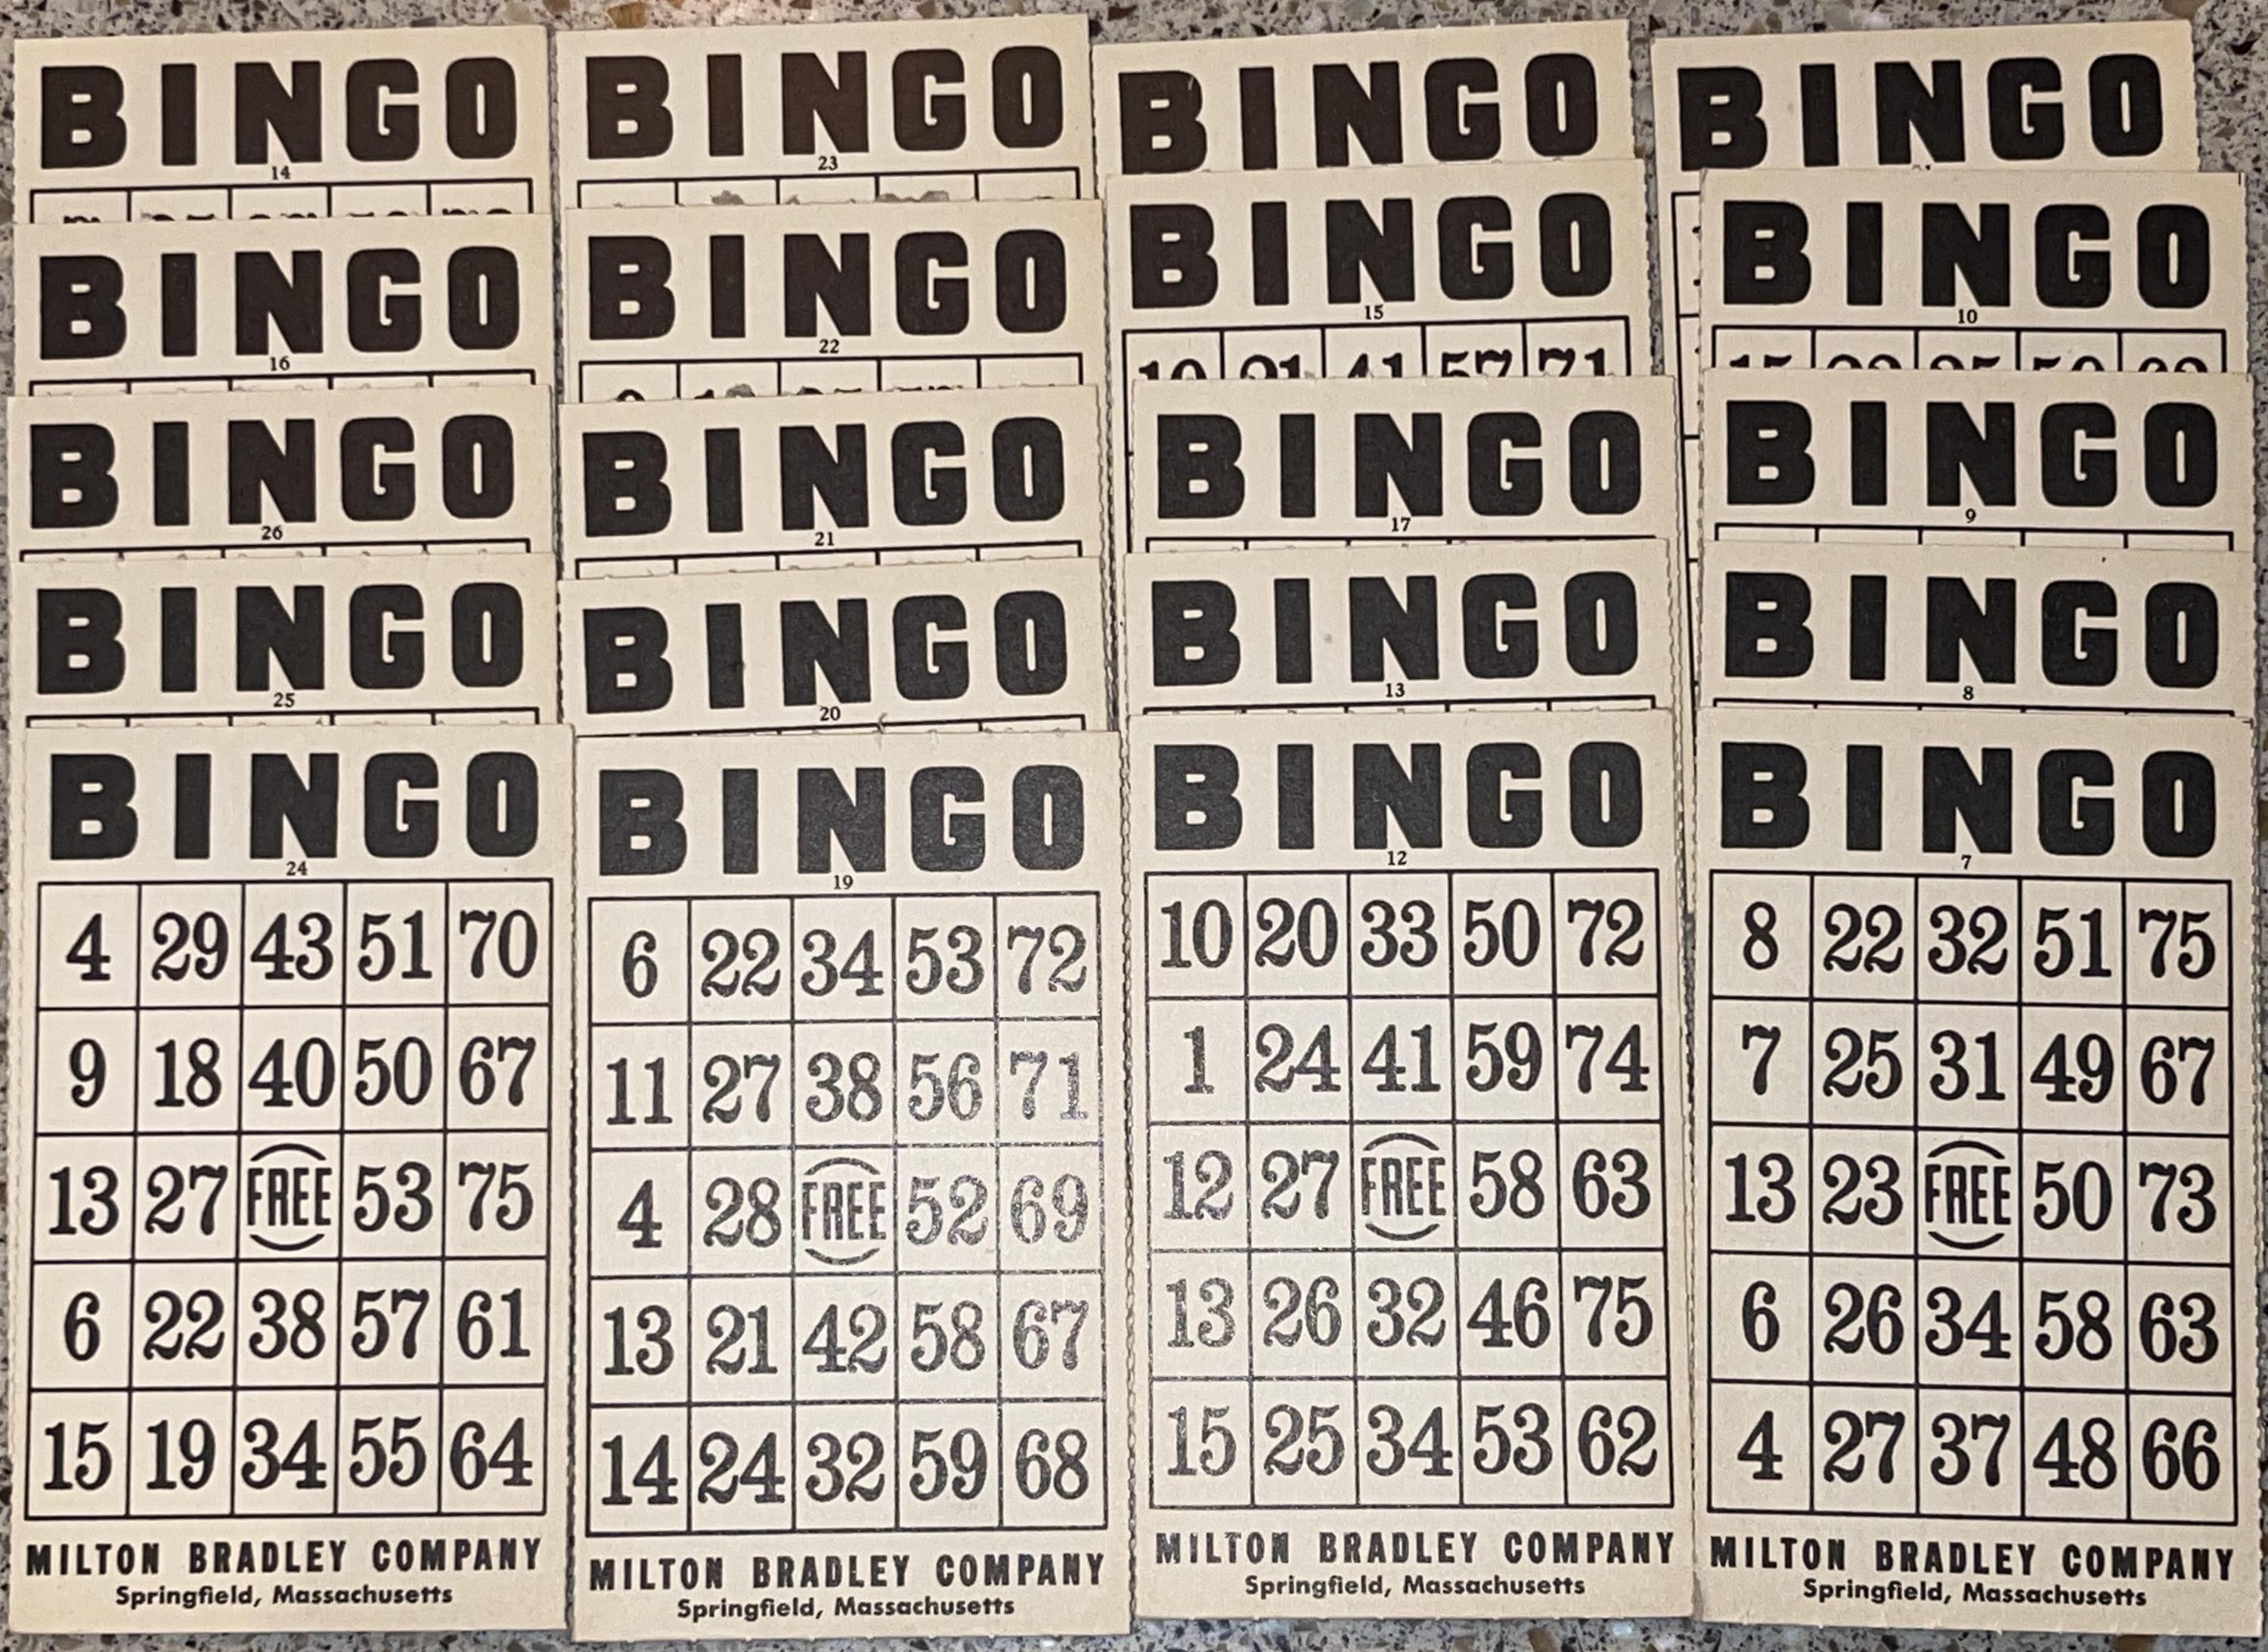 BINGO
14
BINGO
16
BINGO
26
BINGO
25
BINGO
24
4 29 43 51 70
9 18 40 50 67
13 27 FREE 53 75
6 22 38 57 61
15 19 34 55 64
MILTON BRADLEY COMPANY
Springfield, Massachusetts
BINGO
23
BINGO
22
BINGO
21
BINGO
20
BINGO
19
6 22 34 53 72
11 27 38 56 71
4 28 FREE 52 69
13 21 42 58 67
14 24 32 59 68
MILTON BRADLEY COMPANY
Springfield, Massachusetts
BINGO
BINGO
15
10 21 41 57 71
BINGO
17
BINGO
13
BINGO
12
10 20 33 50 72
1 24 41 59 74
12 27 FREE 58 63
13 26 32 46 75
15 25 34 53 62
MILTON BRADLEY COMPANY
Springfield, Massachusetts
BINGO
BINGO
10
BINGO
9
BINGO
8
BINGO
7
8 22 32 51 75
7 25 31 49 67
13 23 FREE 50 73
6 26 34 58 63
4 27 37 48 66
MILTON BRADLEY COMPANY
Springfield, Massachusetts